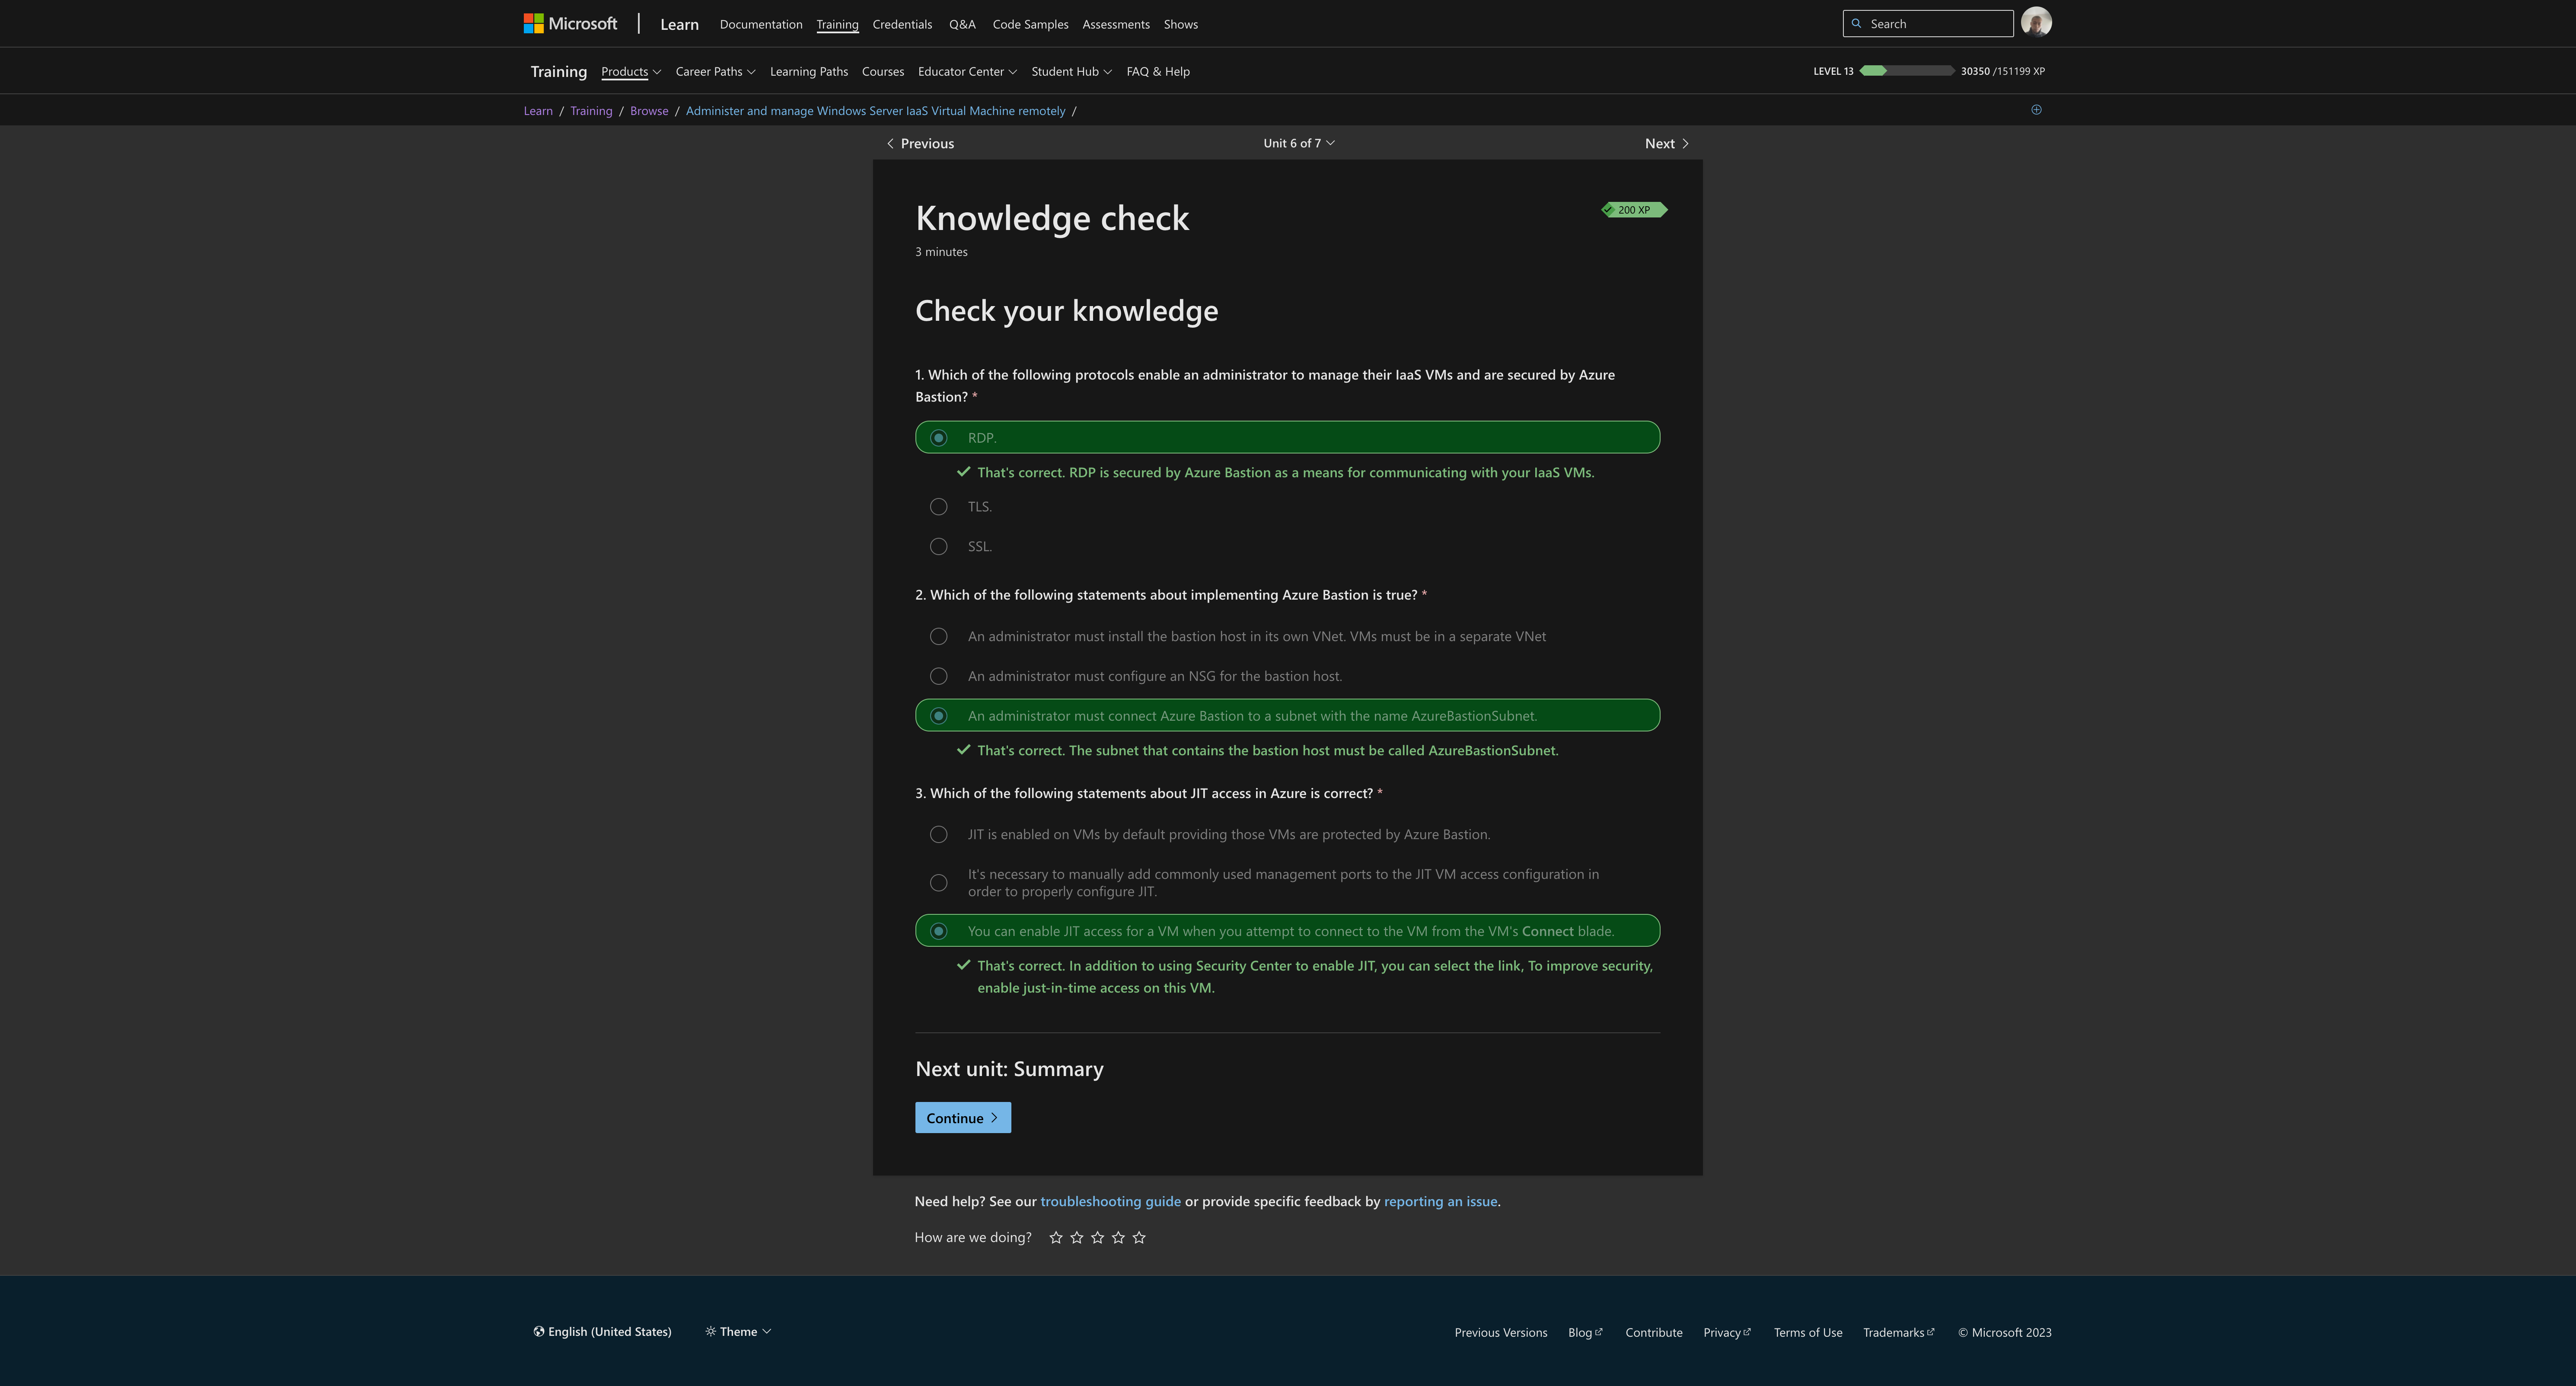 Microsoft Learn Documentation Training Credentials Q&A Code Samples Assessments Shows Search
Training Products Career Paths Learning Paths Courses Educator Center Student Hub FAQ & Help LEVEL 13 30350 /151199 XP
Learn / Training / Browse / Administer and manage Windows Server IaaS Virtual Machine remotely /
Previous Unit 6 of 7 Next
Knowledge check
200 XP
3 minutes
Check your knowledge
1. Which of the following protocols enable an administrator to manage their IaaS VMs and are secured by Azure
Bastion? *
RDP.
That's correct. RDP is secured by Azure Bastion as a means for communicating with your IaaS VMs.
TLS.
SSL.
2. Which of the following statements about implementing Azure Bastion is true? *
An administrator must install the bastion host in its own VNet. VMs must be in a separate VNet
An administrator must configure an NSG for the bastion host.
An administrator must connect Azure Bastion to a subnet with the name AzureBastionSubnet.
That's correct. The subnet that contains the bastion host must be called AzureBastionSubnet.
3. Which of the following statements about JIT access in Azure is correct? *
JIT is enabled on VMs by default providing those VMs are protected by Azure Bastion.
It's necessary to manually add commonly used management ports to the JIT VM access configuration in
order to properly configure JIT.
You can enable JIT access for a VM when you attempt to connect to the VM from the VM's Connect blade.
That's correct. In addition to using Security Center to enable JIT, you can select the link, To improve security,
enable just-in-time access on this VM.
Next unit: Summary
Continue
Need help? See our troubleshooting guide or provide specific feedback by reporting an issue.
How are we doing?
English (United States) Theme Previous Versions Blog Contribute Privacy Terms of Use Trademarks © Microsoft 2023